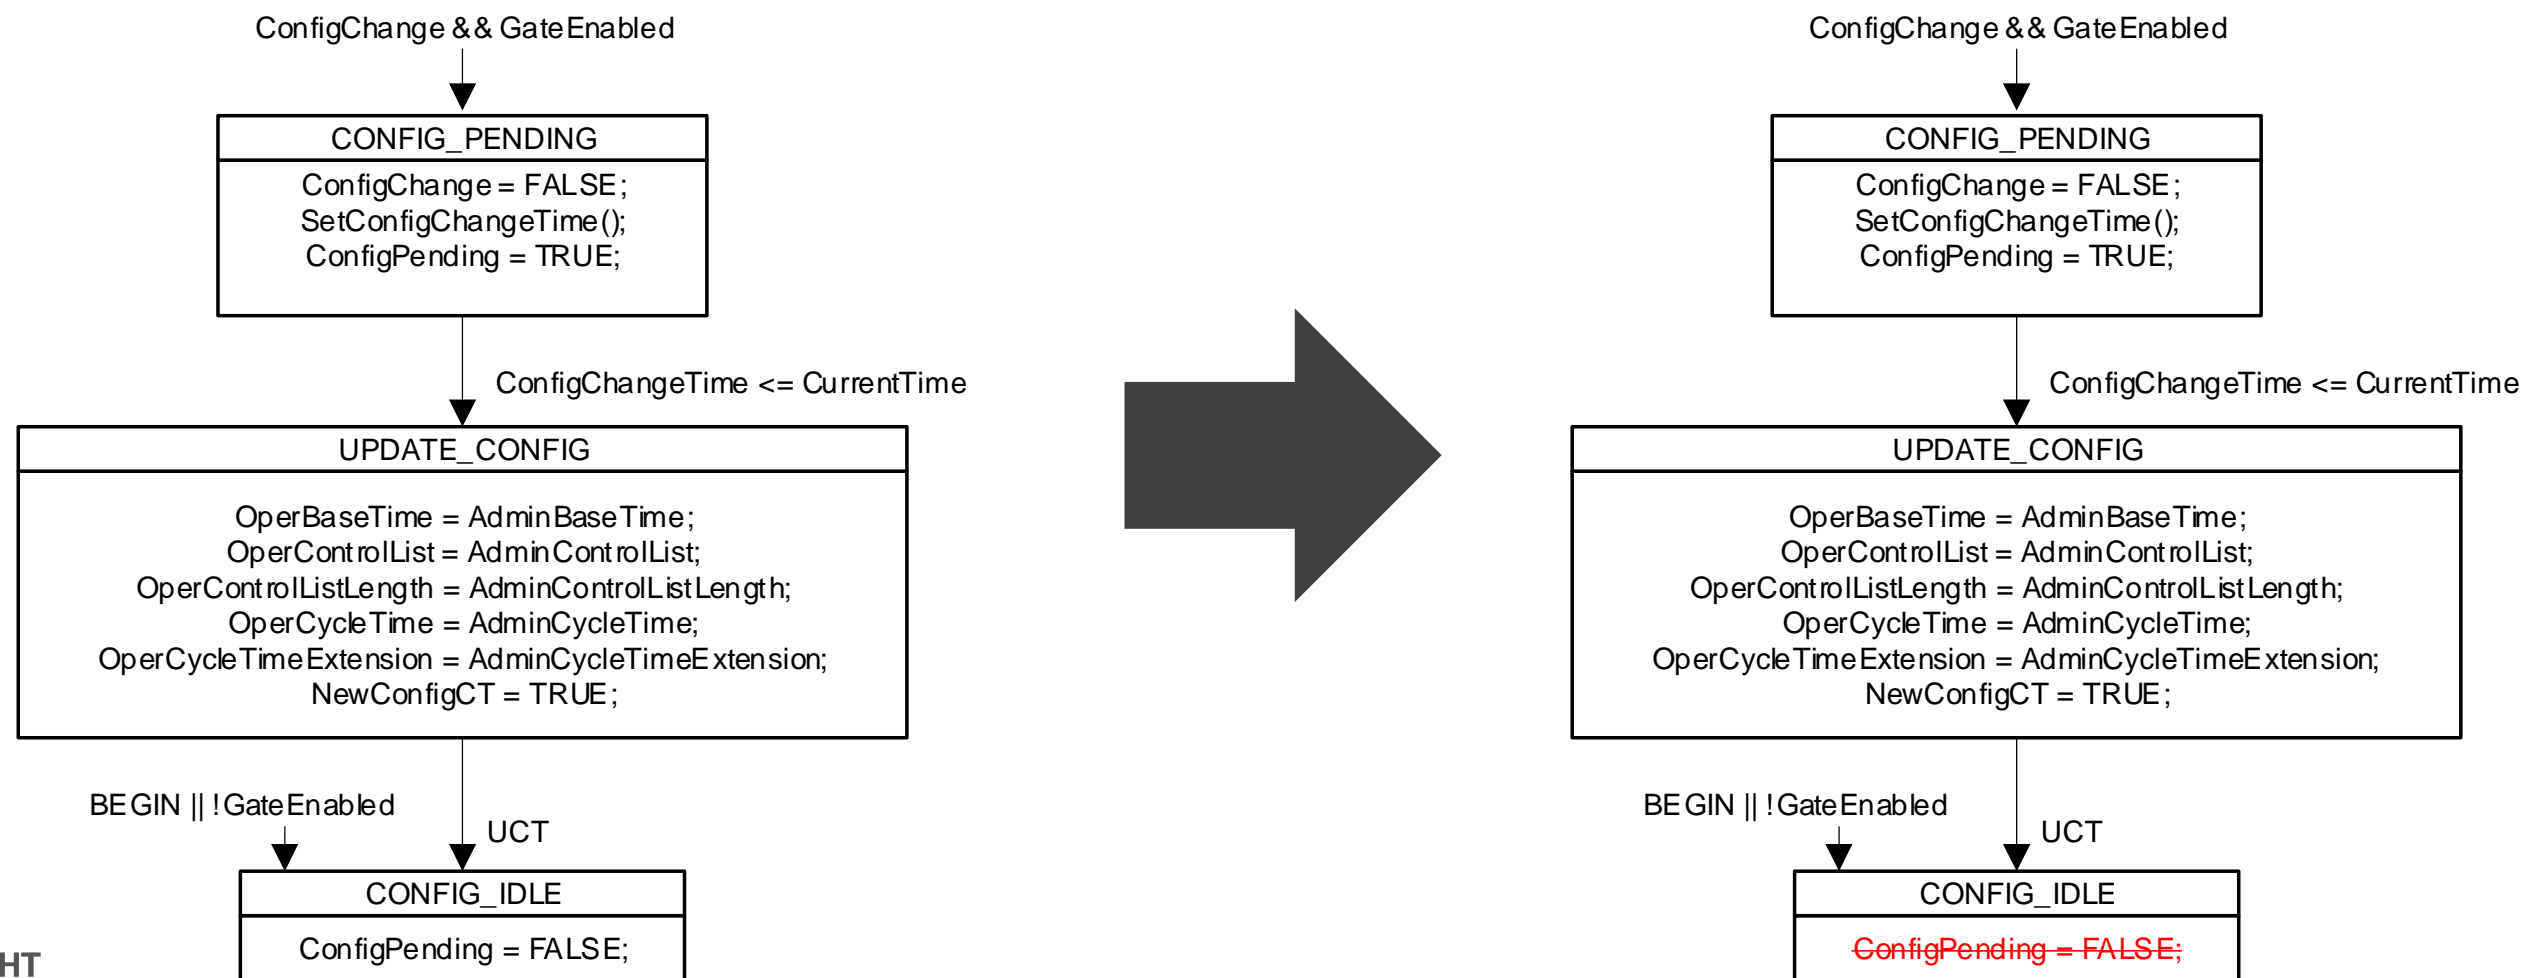 ConfigChange && GateEnabled
CONFIG_PENDING
ConfigChange = FALSE;
SetConfigChangeTime();
ConfigPending = TRUE;
ConfigChangeTime <= CurrentTime
UPDATE_CONFIG
OperBaseTime = AdminBaseTime;
OperControlList = AdminControlList;
OperControlListLength = AdminControlListLength;
OperCycleTime = AdminCycleTime;
OperCycleTimeExtension = AdminCycleTimeExtension;
NewConfigCT = TRUE;
BEGIN || !GateEnabled
UCT
CONFIG_IDLE
ConfigPending = FALSE;
HT
ConfigChange && GateEnabled
CONFIG_PENDING
ConfigChange = FALSE;
SetConfigChangeTime();
ConfigPending = TRUE;
ConfigChangeTime <= CurrentTime
UPDATE_CONFIG
OperBaseTime = AdminBaseTime;
OperControlList = AdminControlList;
OperControlListLength = AdminControlListLength;
OperCycleTime = AdminCycleTime;
OperCycleTimeExtension = AdminCycleTimeExtension;
NewConfigCT = TRUE;
BEGIN || !GateEnabled
UCT
CONFIG_IDLE
ConfigPending = FALSE;